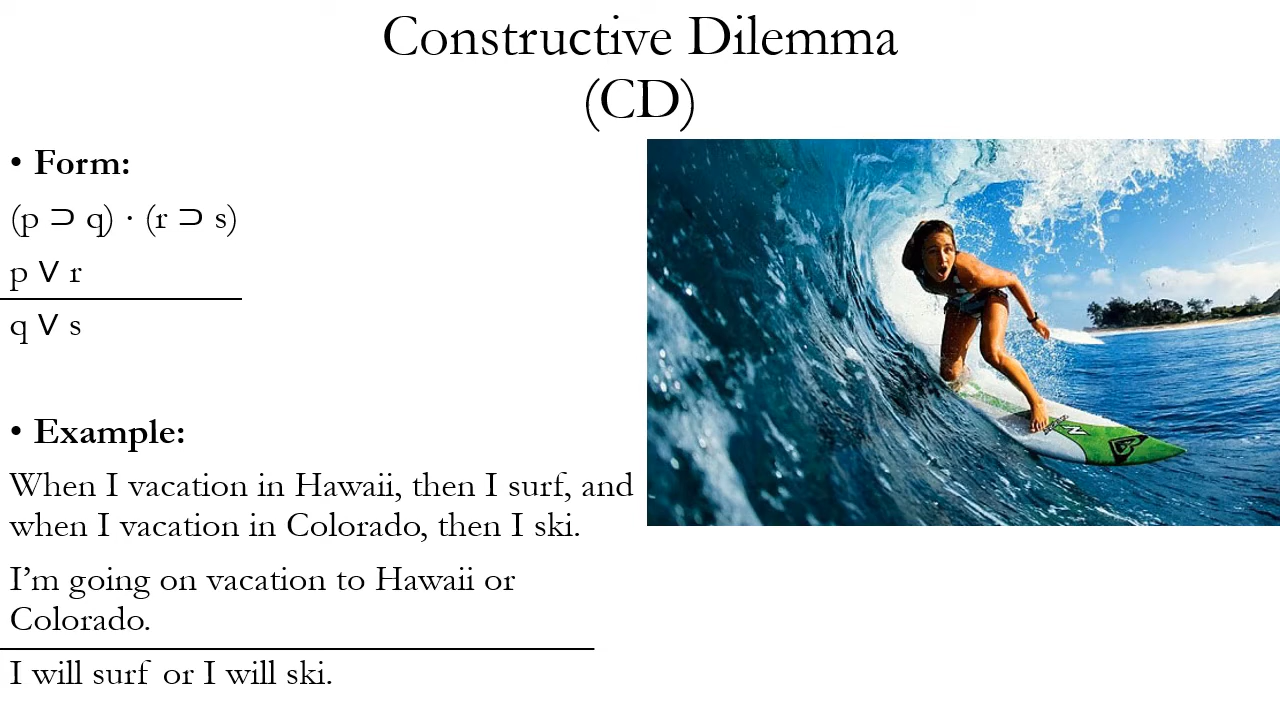 Constructive Dilemma
(CD)
• Form:
(p ⊃ q) · (r ⊃ s)
p ∨ r
q ∨ s
• Example:
When I vacation in Hawaii, then I surf, and
when I vacation in Colorado, then I ski.
I’m going on vacation to Hawaii or
Colorado.
I will surf or I will ski.